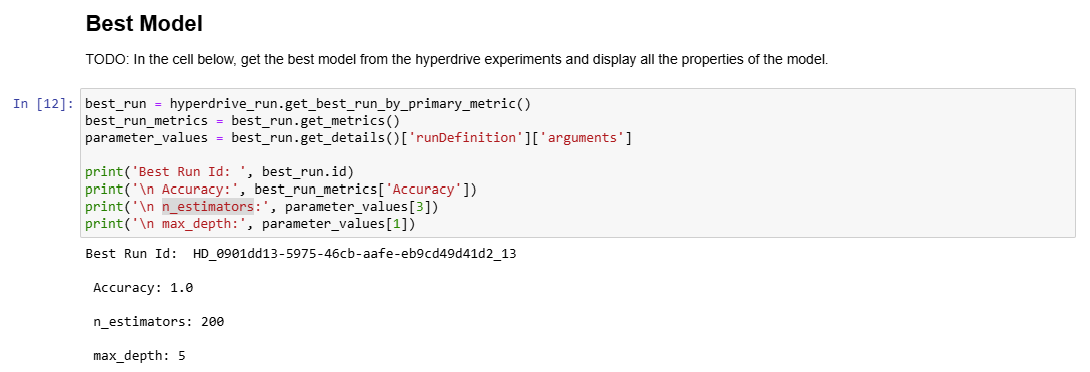 Best Model
TODO: In the cell below, get the best model from the hyperdrive experiments and display all the properties of the model.
In [12]: best_run = hyperdrive_run.get_best_run_by_primary_metric()
best_run_metrics = best_run.get_metrics()
parameter_values = best_run.get_details()['runDefinition']['arguments']
print('Best Run Id: ', best_run.id)
print('\n Accuracy:', best_run_metrics['Accuracy'])
print('\n n_estimators:', parameter_values[3])
print('\n max_depth:', parameter_values[1])
Best Run Id:  HD_0901dd13-5975-46cb-aafe-eb9cd49d41d2_13
Accuracy: 1.0
n_estimators: 200
max_depth: 5